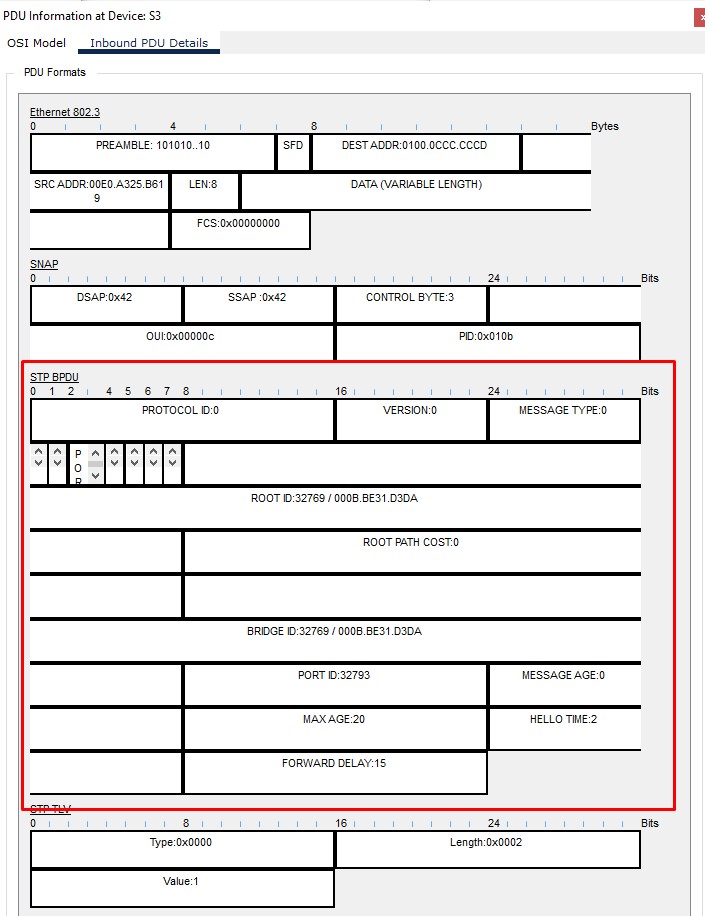 PDU Information at Device: S3
x
OSI Model Inbound PDU Details
PDU Formats
Ethernet 802.3
0 4 8 Bytes
PREAMBLE: 101010..10 SFD DEST ADDR:0100.0CCC.CCCD
SRC ADDR:00E0.A325.B61
9 LEN:8 DATA (VARIABLE LENGTH)
FCS:0x00000000
SNAP
0 24 Bits
DSAP:0x42 SSAP :0x42 CONTROL BYTE:3
OUI:0x00000c PID:0x010b
STP BPDU
0 1 2 4 5 6 7 8 16 24 Bits
PROTOCOL ID:0 VERSION:0 MESSAGE TYPE:0
P
O
R
ROOT ID:32769 / 000B.BE31.D3DA
ROOT PATH COST:0
BRIDGE ID:32769 / 000B.BE31.D3DA
PORT ID:32793 MESSAGE AGE:0
MAX AGE:20 HELLO TIME:2
FORWARD DELAY:15
STP TLV
0 8 16 24 Bits
Type:0x0000 Length:0x0002
Value:1